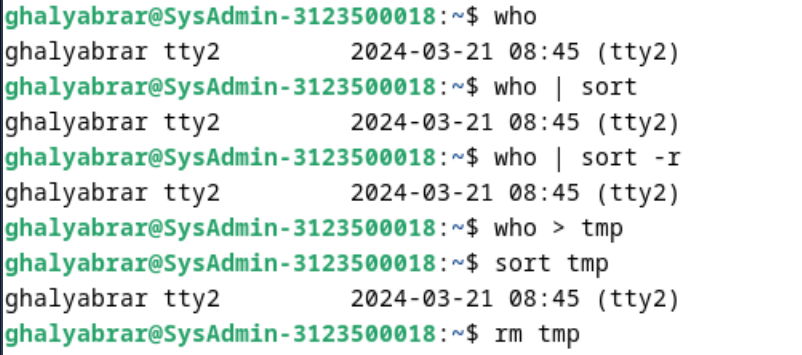 ghalyabrar@SysAdmin-3123500018:~$ who
ghalyabrar tty2         2024-03-21 08:45 (tty2)
ghalyabrar@SysAdmin-3123500018:~$ who | sort
ghalyabrar tty2         2024-03-21 08:45 (tty2)
ghalyabrar@SysAdmin-3123500018:~$ who | sort -r
ghalyabrar tty2         2024-03-21 08:45 (tty2)
ghalyabrar@SysAdmin-3123500018:~$ who > tmp
ghalyabrar@SysAdmin-3123500018:~$ sort tmp
ghalyabrar tty2         2024-03-21 08:45 (tty2)
ghalyabrar@SysAdmin-3123500018:~$ rm tmp